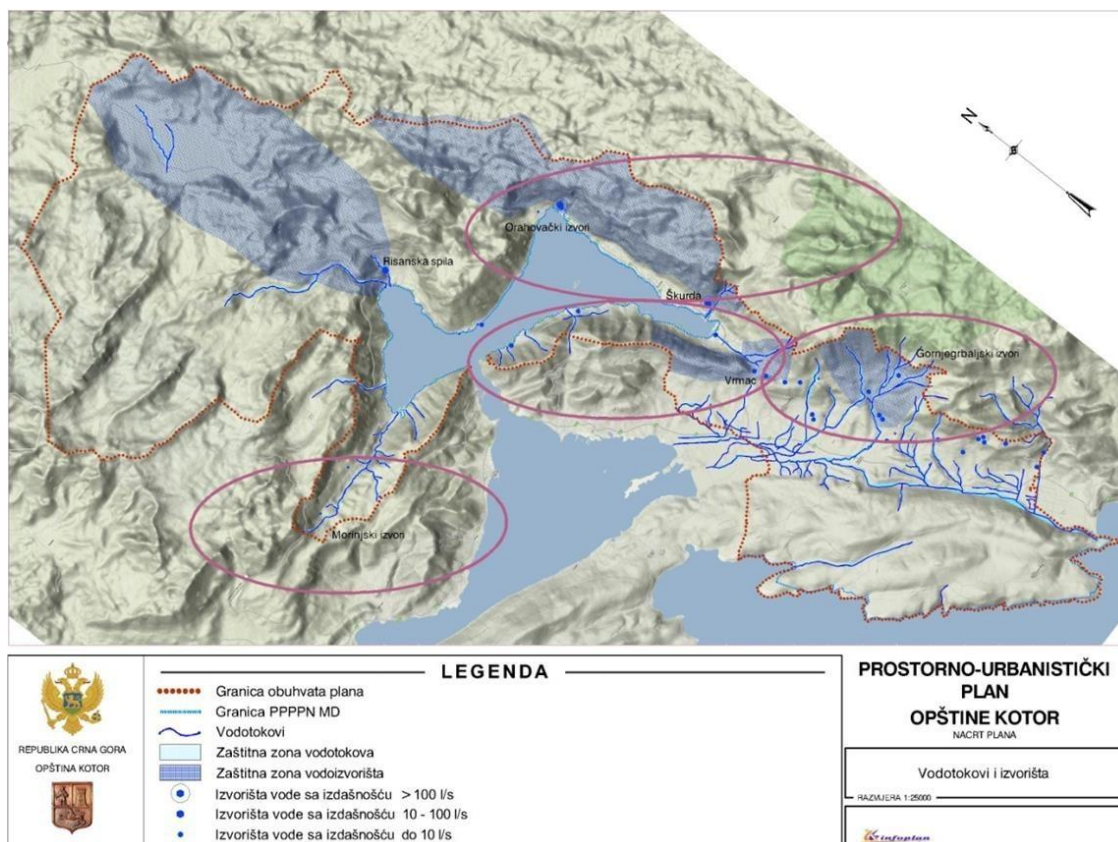 N
S
Orahovački izvori
Risanska spila
Škurda
Gornjegrbaljski izvori
Vrmac
Morinjski izvori
LEGENDA
Granica obuhvata plana
Granica PPPPN MD
Vodotokovi
Zaštitna zona vodotokova
Zaštitna zona vodoizvorišta
Izvorišta vode sa izdašnošću > 100 l/s
Izvorišta vode sa izdašnošću 10 - 100 l/s
Izvorišta vode sa izdašnošću do 10 l/s
REPUBLIKA CRNA GORA
OPŠTINA KOTOR
PROSTORNO-URBANISTIČKI
PLAN
OPŠTINE KOTOR
NACRT PLANA
Vodotokovi i izvorišta
RAZMJERA 1:25000
infoplan